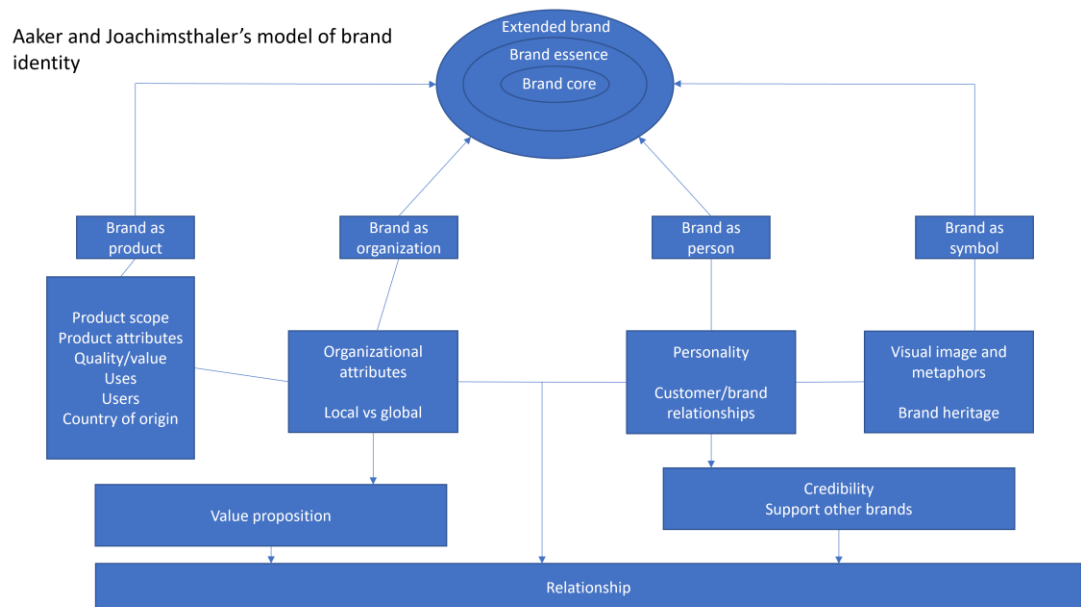 Aaker and Joachimsthaler's model of brand
identity
Extended brand
Brand essence
Brand core
Brand as
product
Brand as
organization
Brand as
person
Brand as
symbol
Product scope
Product attributes
Quality/value
Uses
Users
Country of origin
Organizational
attributes
Local vs global
Personality
Customer/brand
relationships
Visual image and
metaphors
Brand heritage
Value proposition
Credibility
Support other brands
Relationship